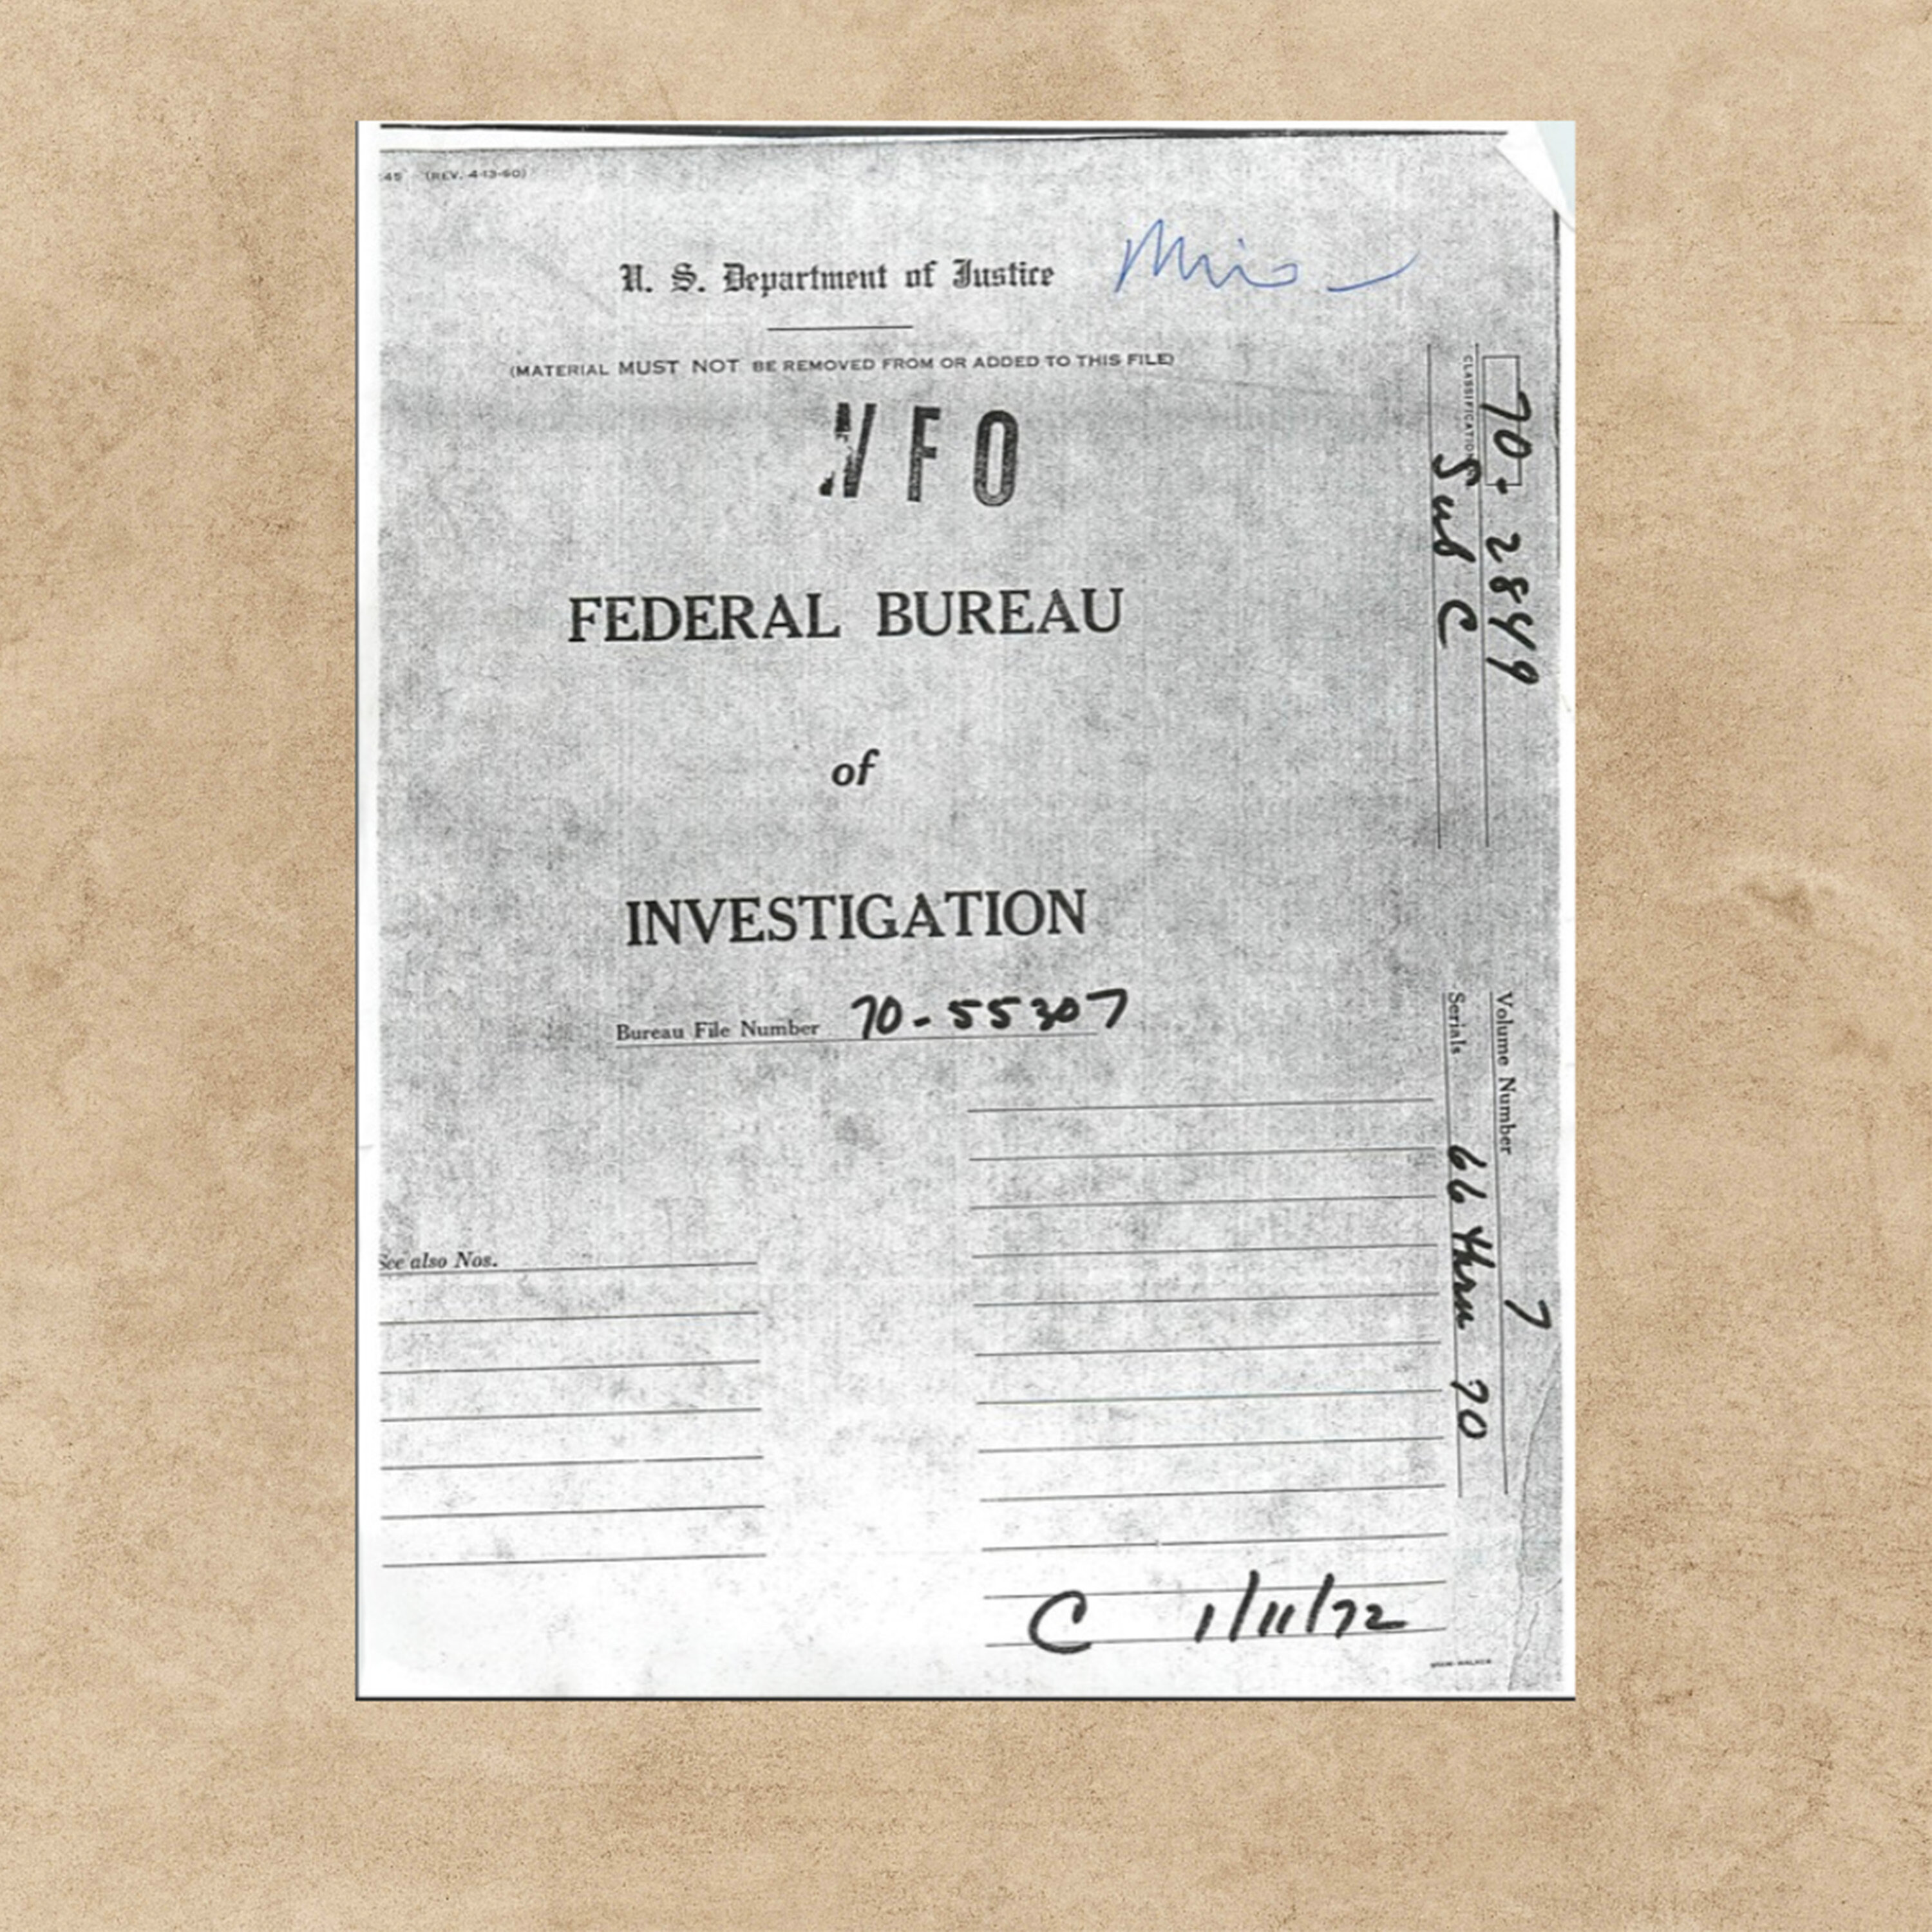 45 (REV. 4-13-60)
U. S. Department of Justice
(MATERIAL MUST NOT BE REMOVED FROM OR ADDED TO THIS FILE)
WFO
FEDERAL BUREAU
of
INVESTIGATION
Bureau File Number 70-55307
See also Nos.
C 1/11/72
70-2849
CLASSIFICATION
Sub C
Volume Number 7
Serials 66 thru 70